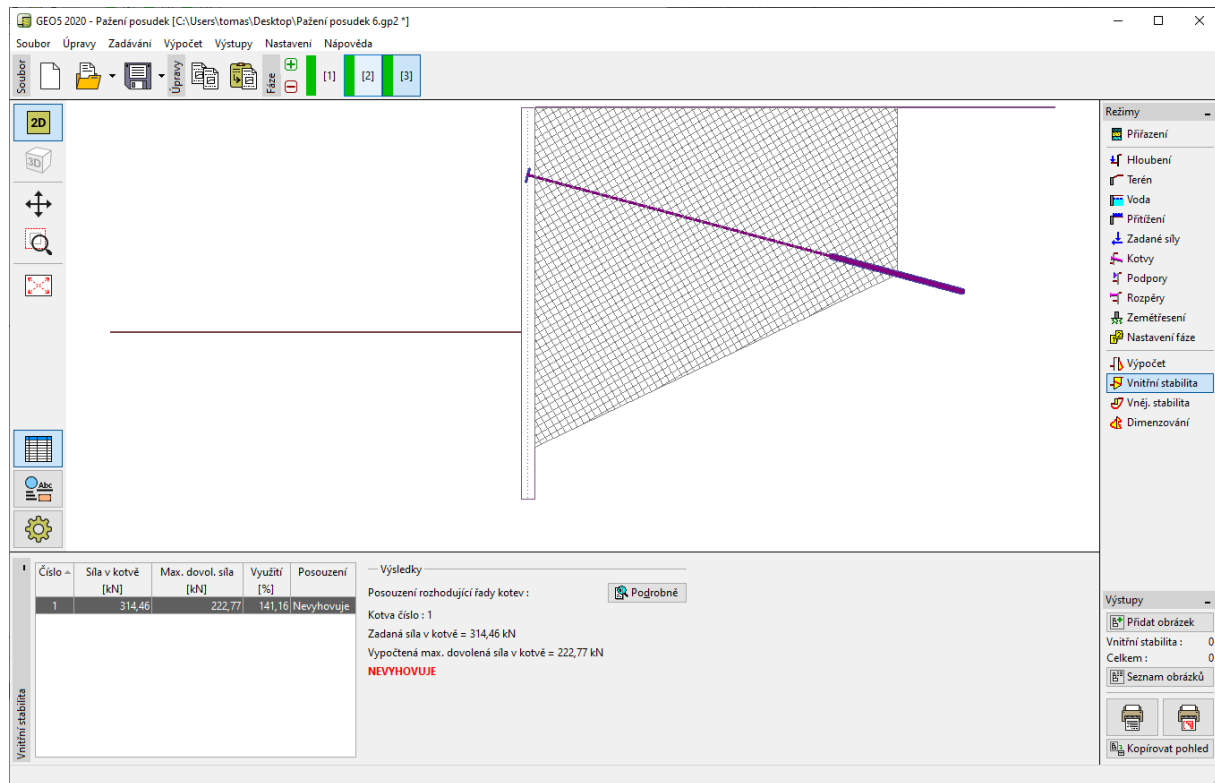 GEO5 2020 - Pažení posudek [C:\Users\tomas\Desktop\Pažení posudek 6.gp2 *]
Soubor Úpravy Zadávání Výpočet Výstupy Nastavení Nápověda
Soubor
Úpravy
Fáze
[1] [2] [3]
2D
3D
Abc
Režimy
Přiřazení
Hloubení
Terén
Voda
Přitížení
Zadané síly
Kotvy
Podpory
Rozpěry
Zemětřesení
Nastavení fáze
Výpočet
Vnitřní stabilita
Vněj. stabilita
Dimenzování
Vnitřní stabilita
Číslo Síla v kotvě Max. dovol. síla Využití Posouzení
[kN] [kN] [%]
1 314,46 222,77 141,16 Nevyhovuje
Výsledky
Posouzení rozhodující řady kotev :
Podrobně
Kotva číslo : 1
Zadaná síla v kotvě = 314,46 kN
Vypočtená max. dovolená síla v kotvě = 222,77 kN
NEVYHOVUJE
Výstupy
Přidat obrázek
Vnitřní stabilita : 0
Celkem : 0
Seznam obrázků
Kopírovat pohled